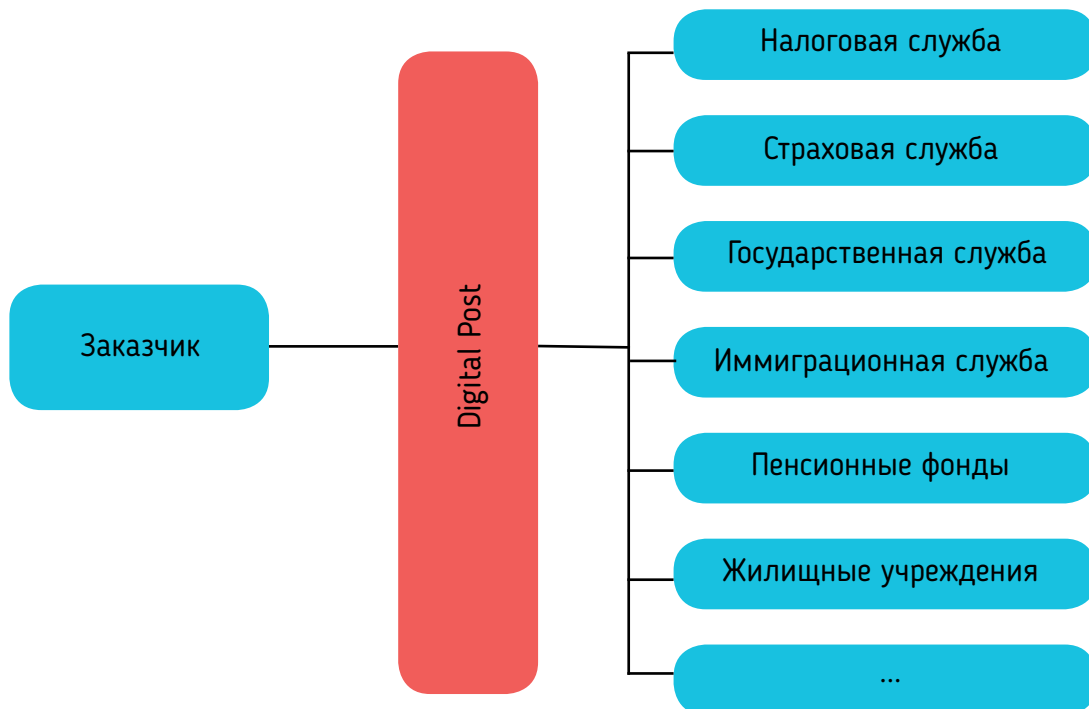 Заказчик
Digital Post
Налоговая служба
Страховая служба
Государственная служба
Иммиграционная служба
Пенсионные фонды
Жилищные учреждения
...